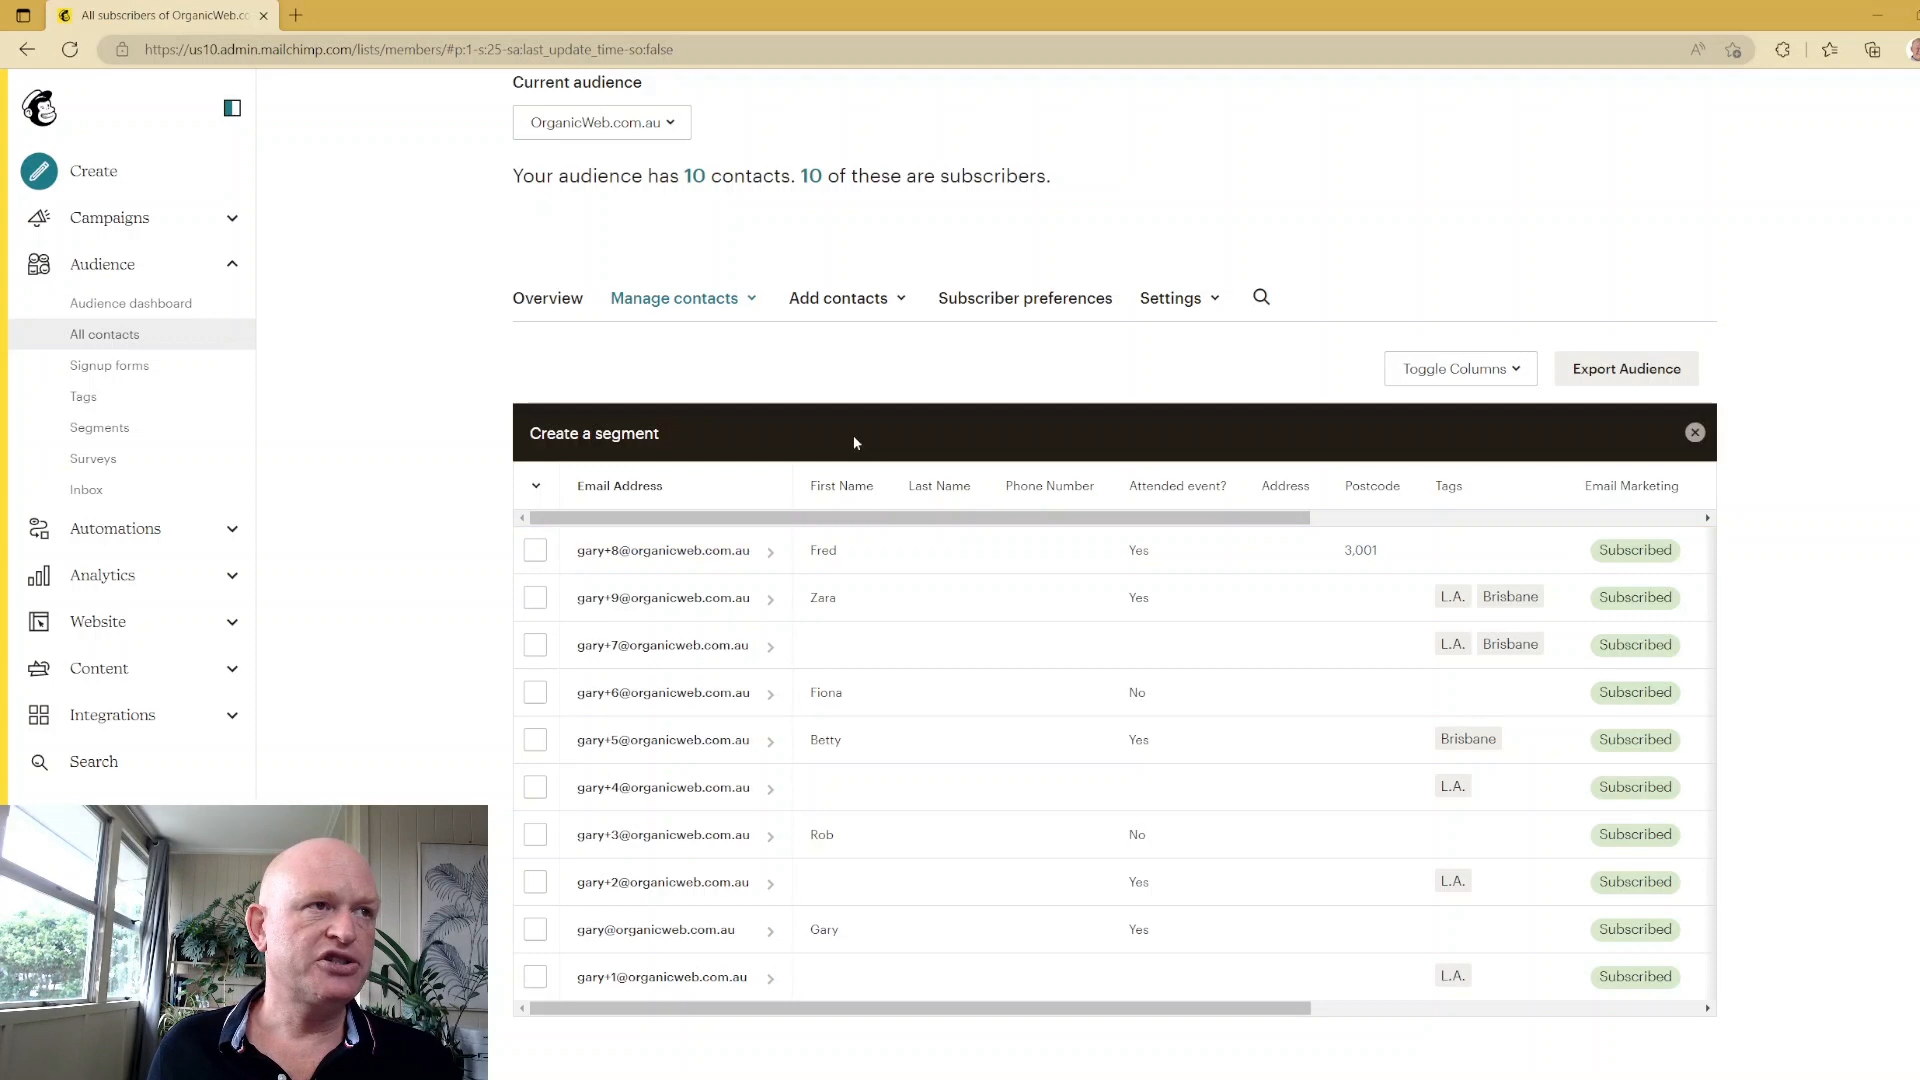 All subscribers of OrganicWeb.co
https://us10.admin.mailchimp.com/lists/members/#p:1-s:25-sa:last_update_time-so:false
Create
Campaigns
Audience
Audience dashboard
All contacts
Signup forms
Tags
Segments
Surveys
Inbox
Automations
Analytics
Website
Content
Integrations
Search
Current audience
OrganicWeb.com.au
Your audience has 10 contacts. 10 of these are subscribers.
Overview Manage contacts Add contacts Subscriber preferences Settings
Toggle Columns Export Audience
Create a segment
Email Address First Name Last Name Phone Number Attended event? Address Postcode Tags Email Marketing
gary+8@organicweb.com.au Fred Yes 3,001 Subscribed
gary+9@organicweb.com.au Zara Yes L.A. Brisbane Subscribed
gary+7@organicweb.com.au L.A. Brisbane Subscribed
gary+6@organicweb.com.au Fiona No Subscribed
gary+5@organicweb.com.au Betty Yes Brisbane Subscribed
gary+4@organicweb.com.au L.A. Subscribed
gary+3@organicweb.com.au Rob No Subscribed
gary+2@organicweb.com.au Yes L.A. Subscribed
gary@organicweb.com.au Gary Yes Subscribed
gary+1@organicweb.com.au L.A. Subscribed